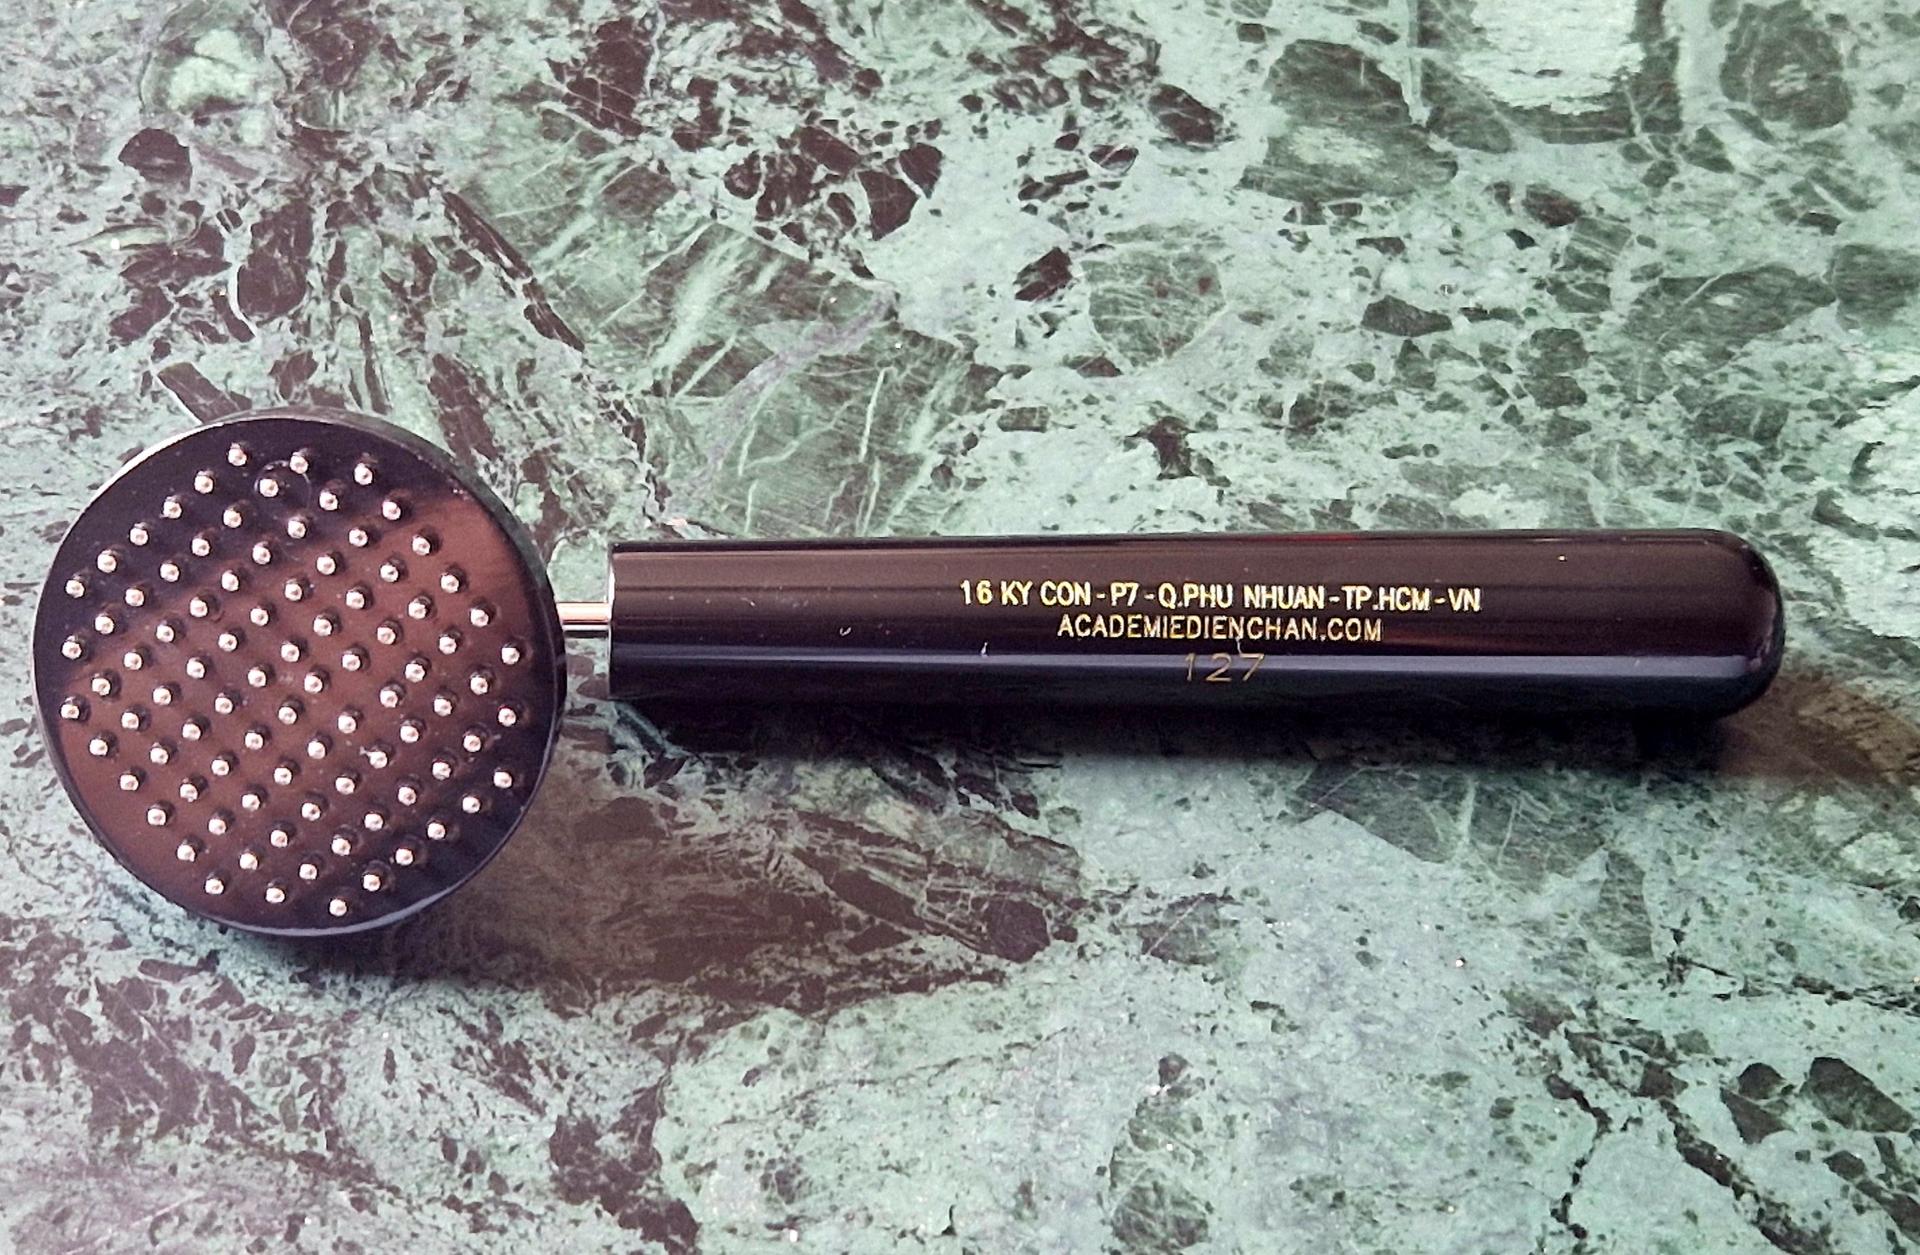 16 KY CON - P7 - Q.PHU NHUAN - TP.HCM - VN
ACADEMIEDIENCHAN.COM
127